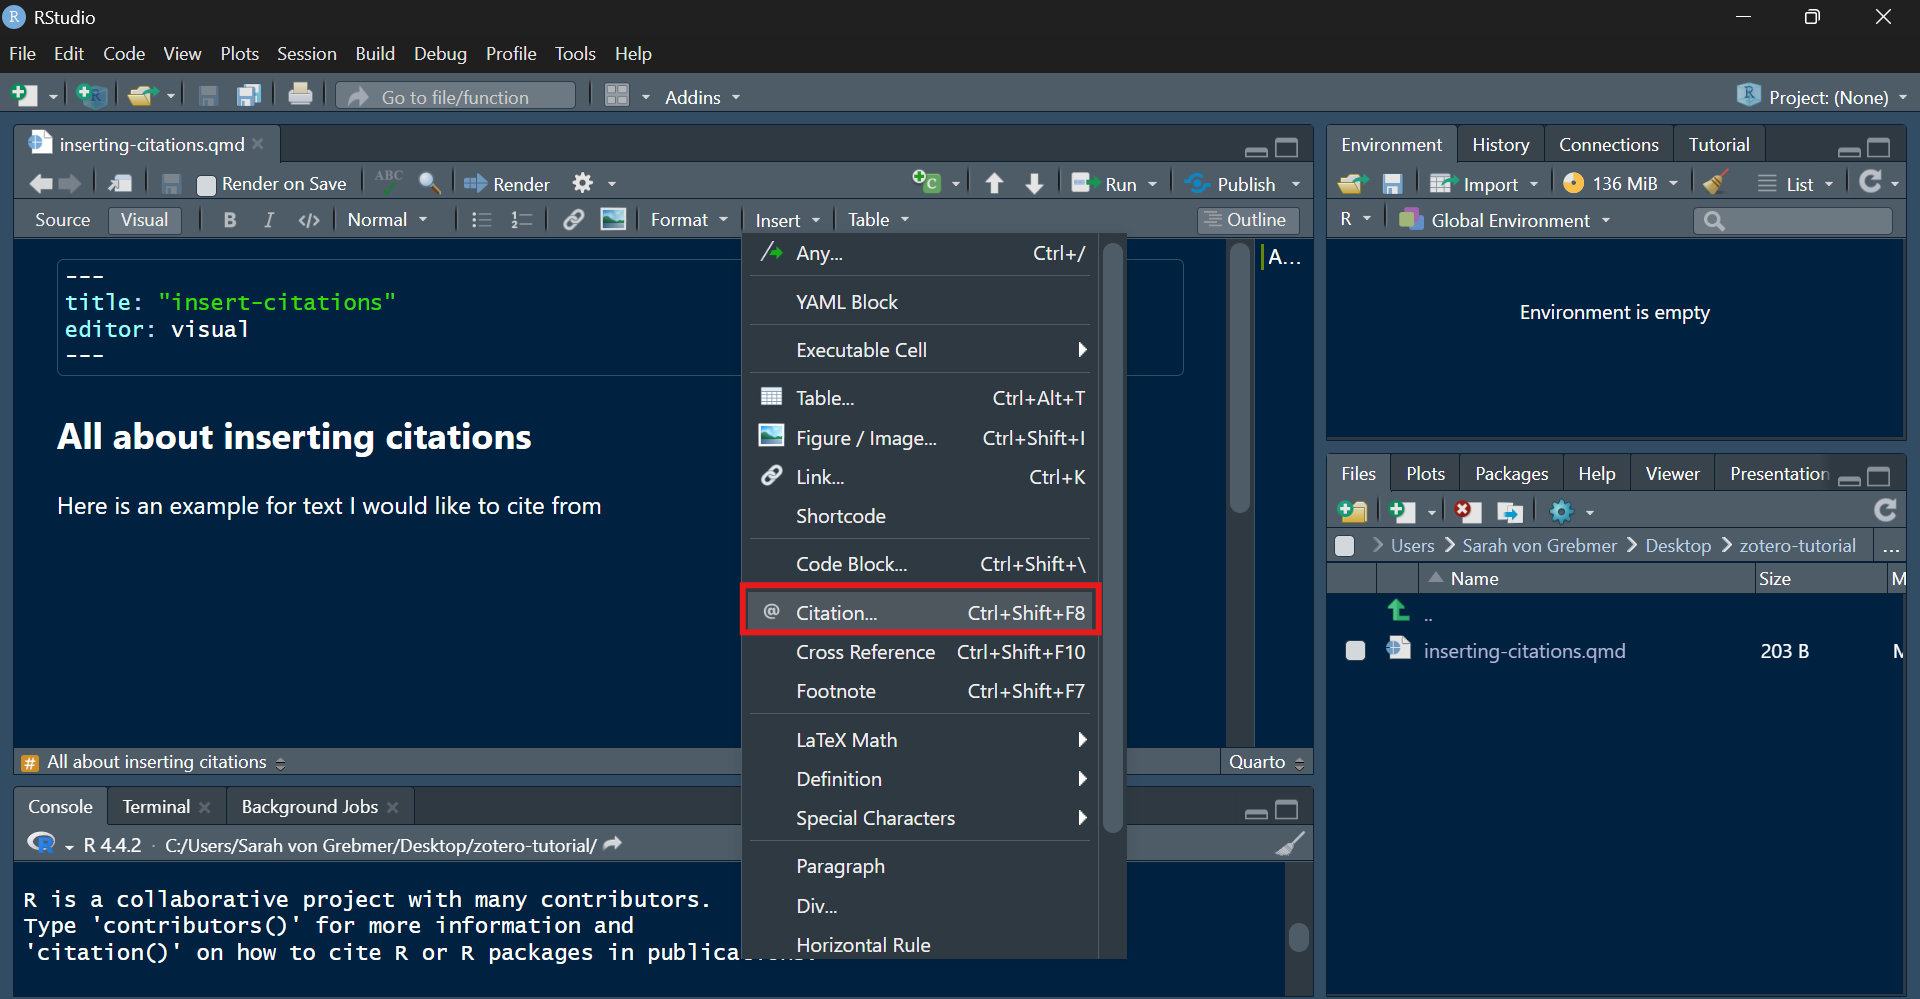 RStudio
File Edit Code View Plots Session Build Debug Profile Tools Help
Go to file/function Addins Project: (None)
inserting-citations.qmd
Render on Save ABC Render Run Publish
Source Visual B I </> Normal Format Insert Table Outline
---
title: "insert-citations"
editor: visual
---
All about inserting citations
Here is an example for text I would like to cite from
A...
Any... Ctrl+/
YAML Block
Executable Cell
Table... Ctrl+Alt+T
Figure / Image... Ctrl+Shift+I
Link... Ctrl+K
Shortcode
Code Block... Ctrl+Shift+\
@ Citation... Ctrl+Shift+F8
Cross Reference Ctrl+Shift+F10
Footnote Ctrl+Shift+F7
LaTeX Math
Definition
Special Characters
Paragraph
Div...
Horizontal Rule
# All about inserting citations Quarto
Console Terminal Background Jobs
R 4.4.2 · C:/Users/Sarah von Grebmer/Desktop/zotero-tutorial/
R is a collaborative project with many contributors.
Type 'contributors()' for more information and
'citation()' on how to cite R or R packages in publica
Environment History Connections Tutorial
Import 136 MiB List
R Global Environment
Environment is empty
Files Plots Packages Help Viewer Presentation
Users Sarah von Grebmer Desktop zotero-tutorial ...
Name Size M
..
inserting-citations.qmd 203 B